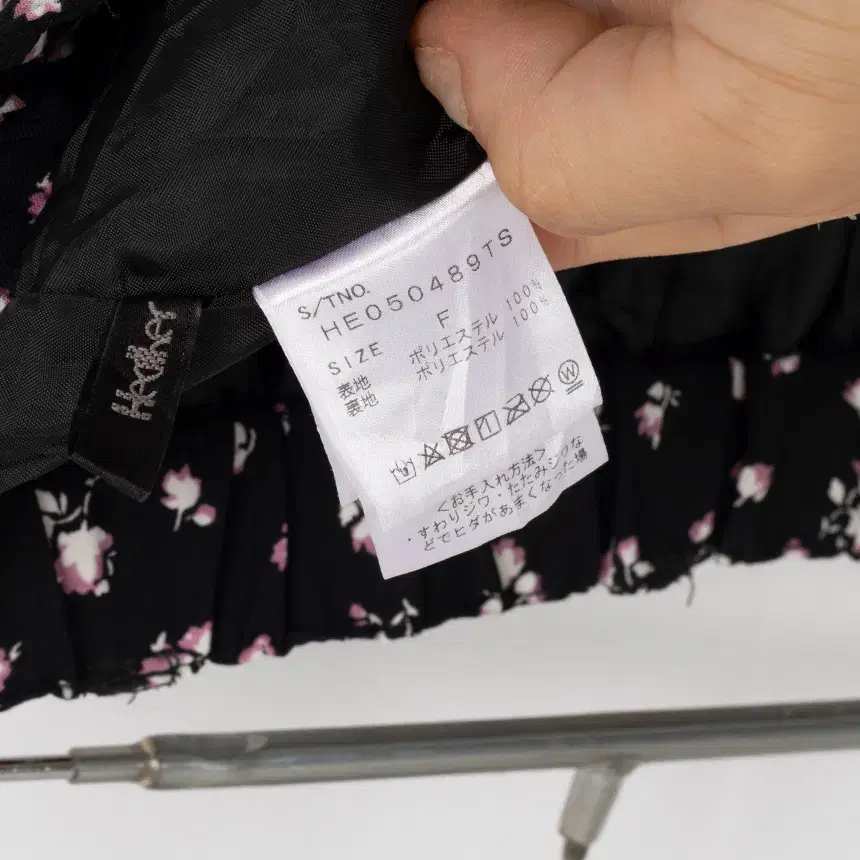 Heather
S/TNO.
HE050489TS
SIZE F
表地 ポリエステル 100%
裏地 ポリエステル 100%
W
<お手入れ方法>
・すわりジワ・たたみジワな
どでヒダがあまくなった場